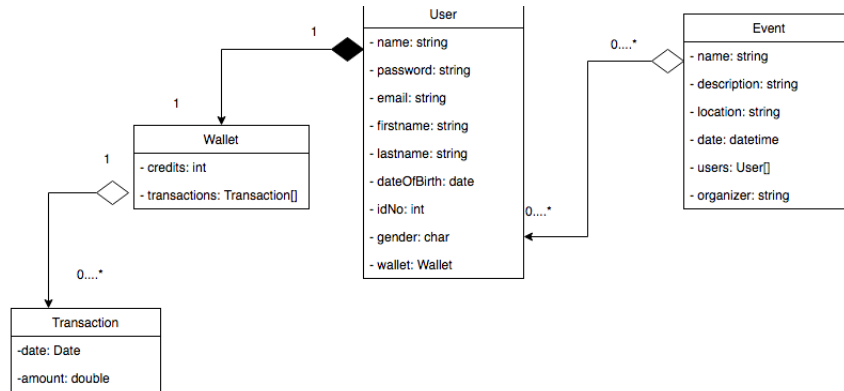 User
- name: string
- password: string
- email: string
- firstname: string
- lastname: string
- dateOfBirth: date
- idNo: int
- gender: char
- wallet: Wallet
Event
- name: string
- description: string
- location: string
- date: datetime
- users: User[]
- organizer: string
1
1
0....*
0....*
Wallet
- credits: int
- transactions: Transaction[]
1
0....*
Transaction
-date: Date
-amount: double